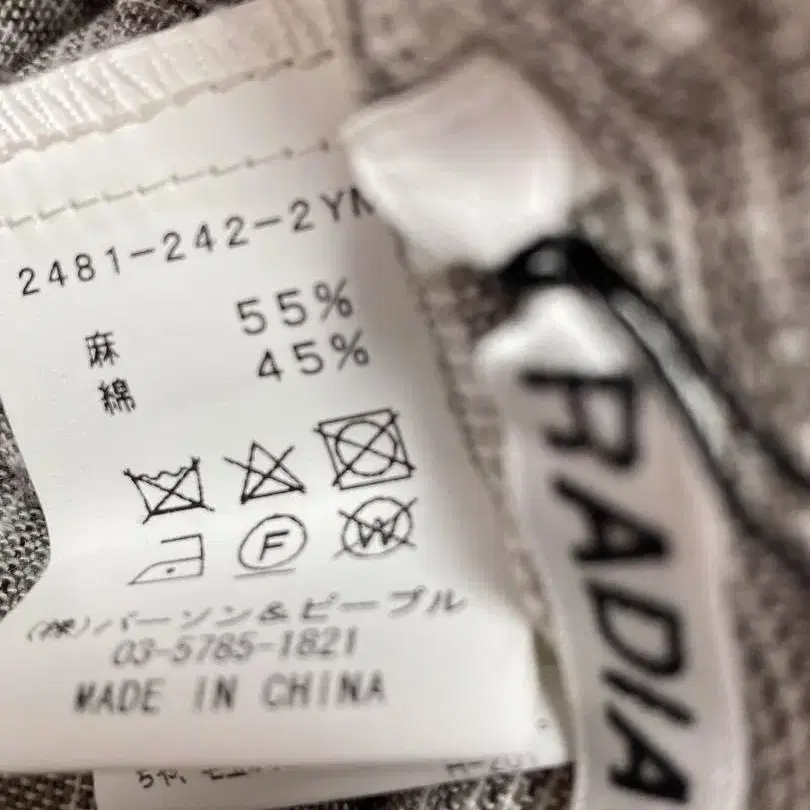 2481-242-2YN
麻 55%
綿 45%
F
W
(株)パーソン&ピープル
03-5785-1821
MADE IN CHINA
RADIA